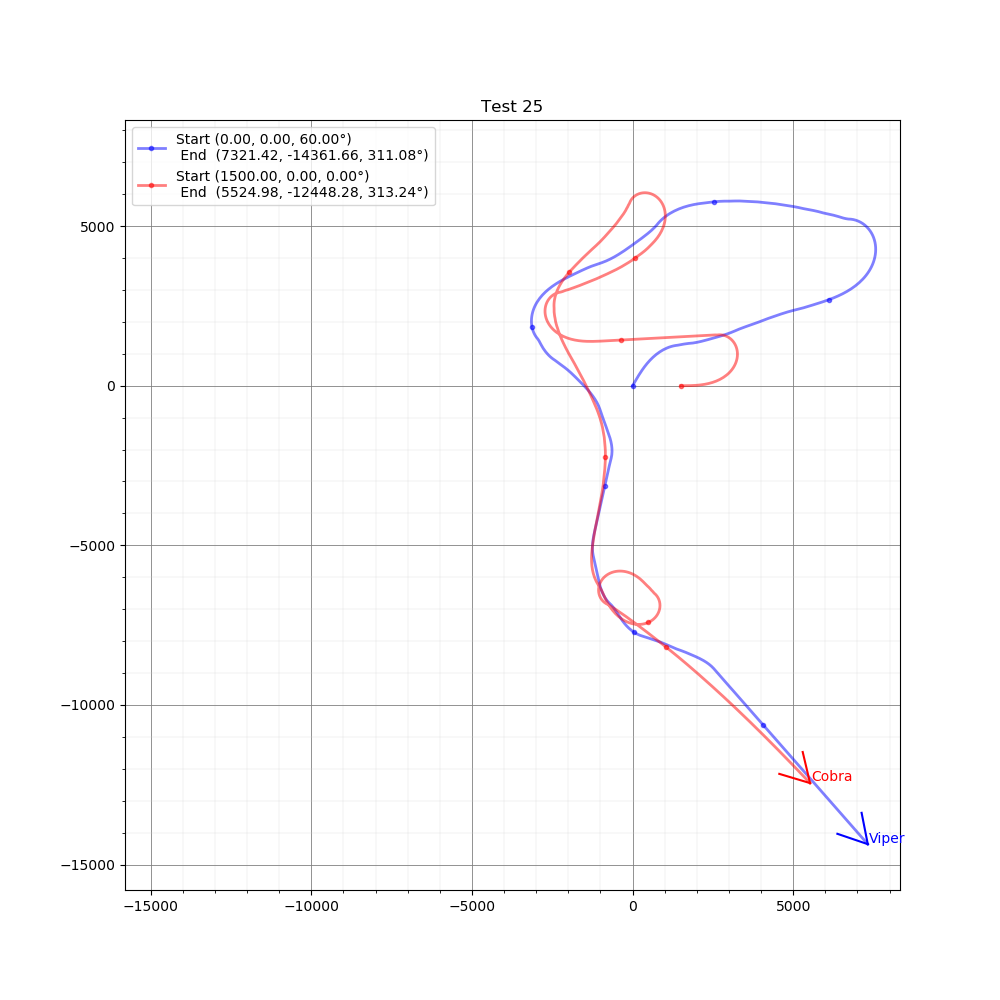 Test 25
Start (0.00, 0.00, 60.00°)
End (7321.42, -14361.66, 311.08°)
Start (1500.00, 0.00, 0.00°)
End (5524.98, -12448.28, 313.24°)
5000
0
−5000
−10000
−15000
Cobra
Viper
−15000 −10000 −5000 0 5000